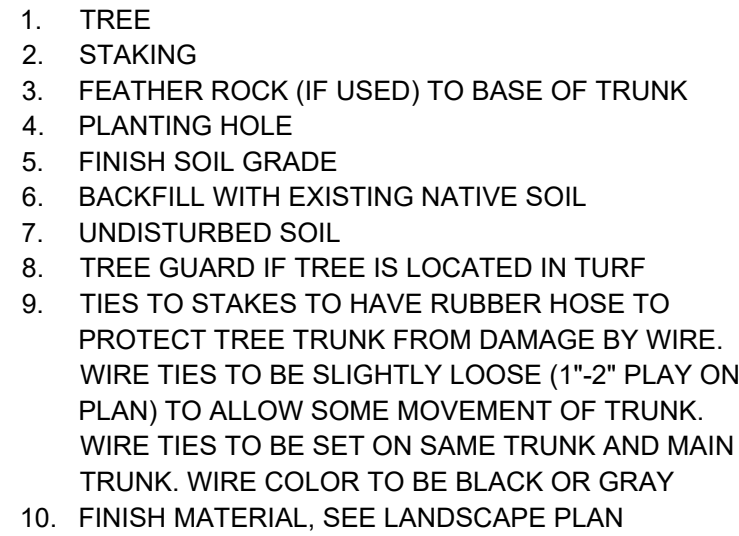 1. TREE
2. STAKING
3. FEATHER ROCK (IF USED) TO BASE OF TRUNK
4. PLANTING HOLE
5. FINISH SOIL GRADE
6. BACKFILL WITH EXISTING NATIVE SOIL
7. UNDISTURBED SOIL
8. TREE GUARD IF TREE IS LOCATED IN TURF
9. TIES TO STAKES TO HAVE RUBBER HOSE TO
PROTECT TREE TRUNK FROM DAMAGE BY WIRE.
WIRE TIES TO BE SLIGHTLY LOOSE (1"-2" PLAY ON
PLAN) TO ALLOW SOME MOVEMENT OF TRUNK.
WIRE TIES TO BE SET ON SAME TRUNK AND MAIN
TRUNK. WIRE COLOR TO BE BLACK OR GRAY
10. FINISH MATERIAL, SEE LANDSCAPE PLAN